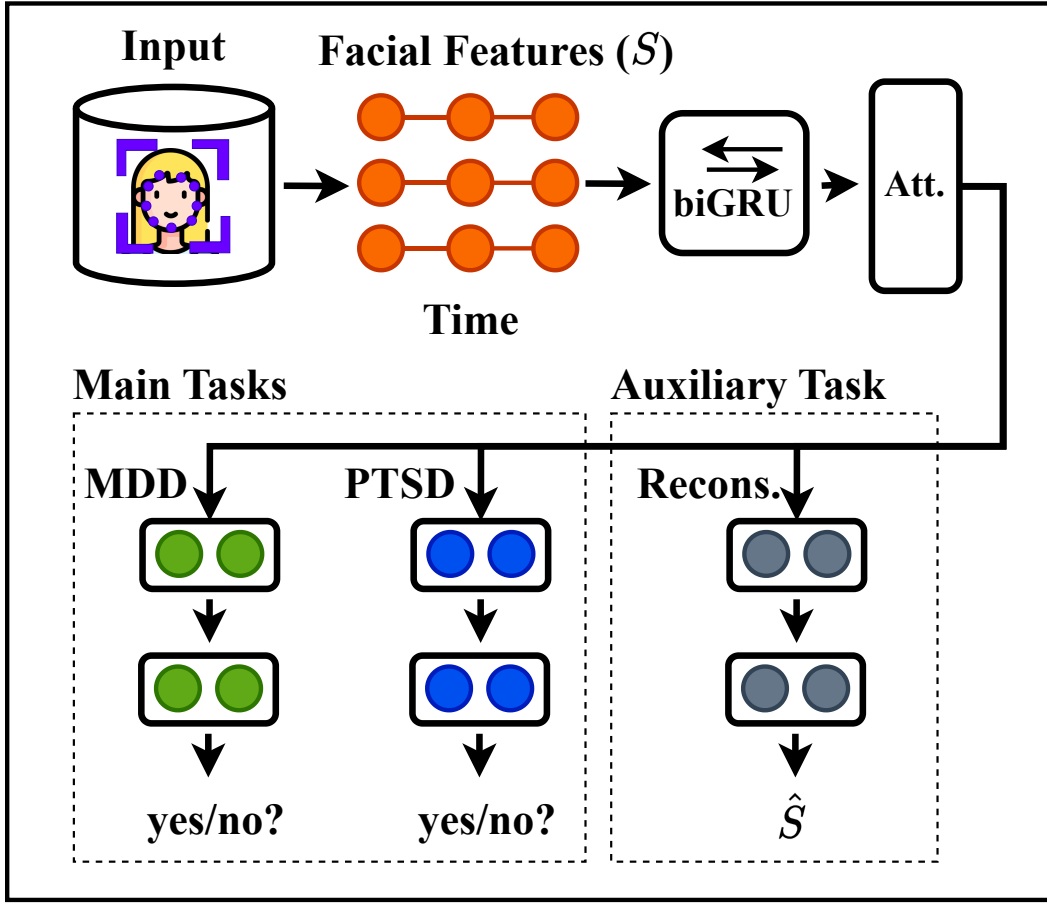 Input
Facial Features (S)
biGRU
Att.
Time
Main Tasks
Auxiliary Task
MDD
PTSD
Recons.
yes/no?
yes/no?
Ŝ